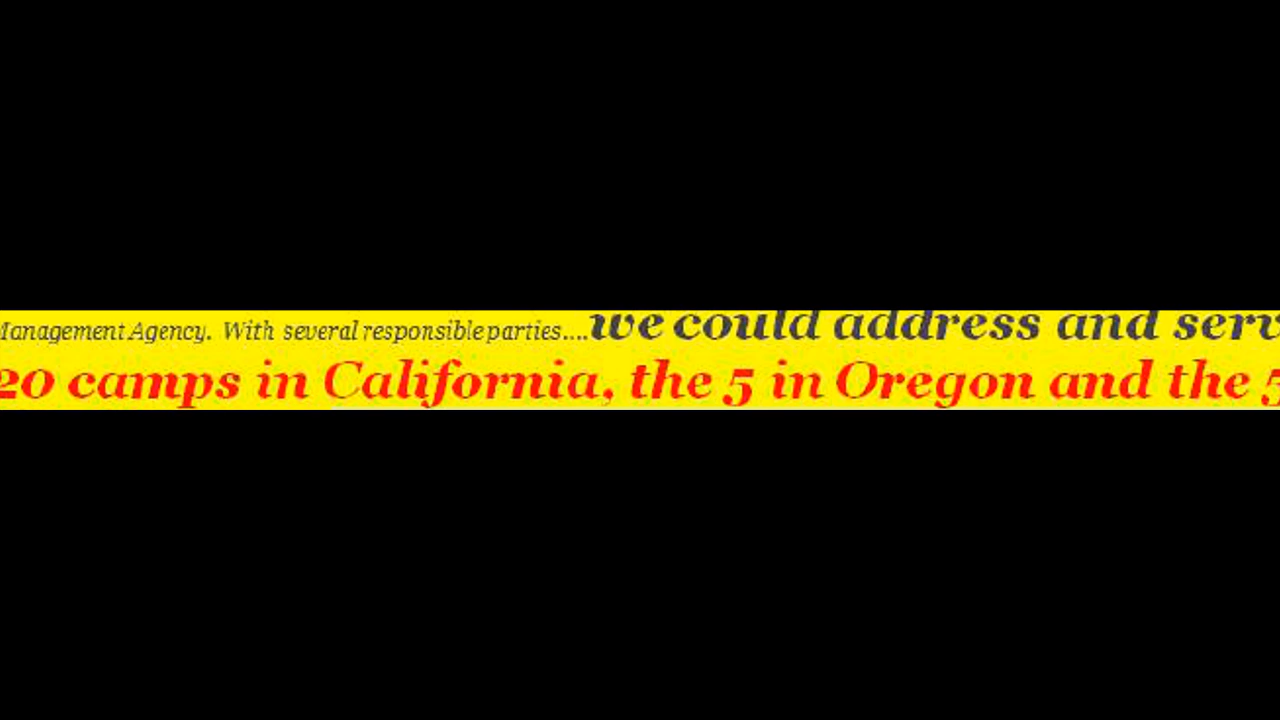 Management Agency. With several responsible parties....we could address and serv
20 camps in California, the 5 in Oregon and the 5